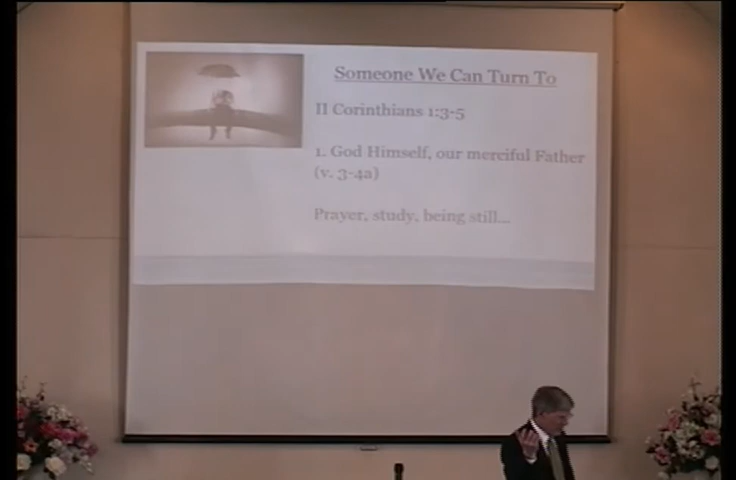 Someone We Can Turn To
II Corinthians 1:3-5
1. God Himself, our merciful Father
(v. 3-4a)
Prayer, study, being still...